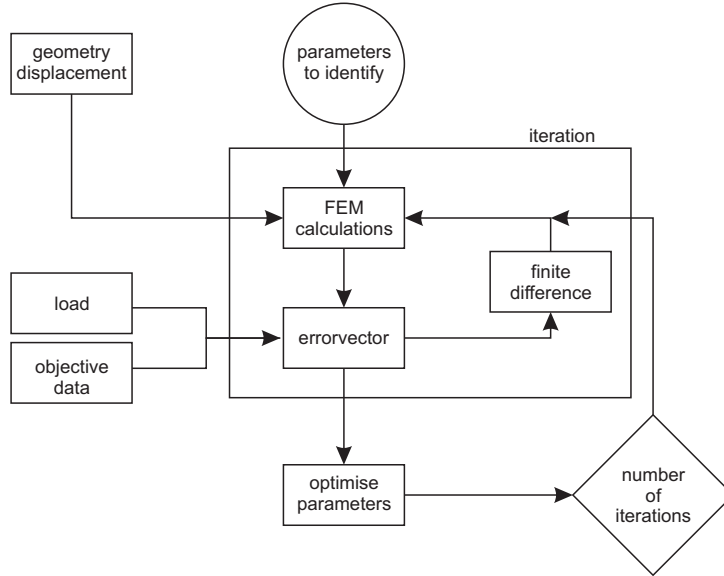 geometry
displacement
parameters
to identify
iteration
FEM
calculations
finite
difference
load
errorvector
objective
data
optimise
parameters
number
of
iterations